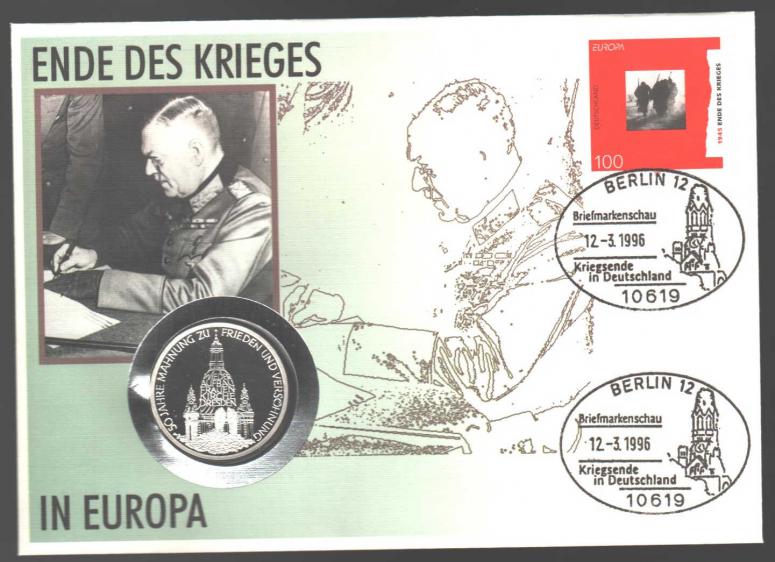 ENDE DES KRIEGES
IN EUROPA
50 JAHRE MAHNUNG ZU FRIEDEN UND VERSÖHNUNG
FRAUEN
KIRCHE
DRESDEN
EUROPA
DEUTSCHLAND
1945 ENDE DES KRIEGES
100
BERLIN 12
Briefmarkenschau
12.-3.1996
Kriegsende
in Deutschland
10619
BERLIN 12
Briefmarkenschau
12.-3.1996
Kriegsende
in Deutschland
10619